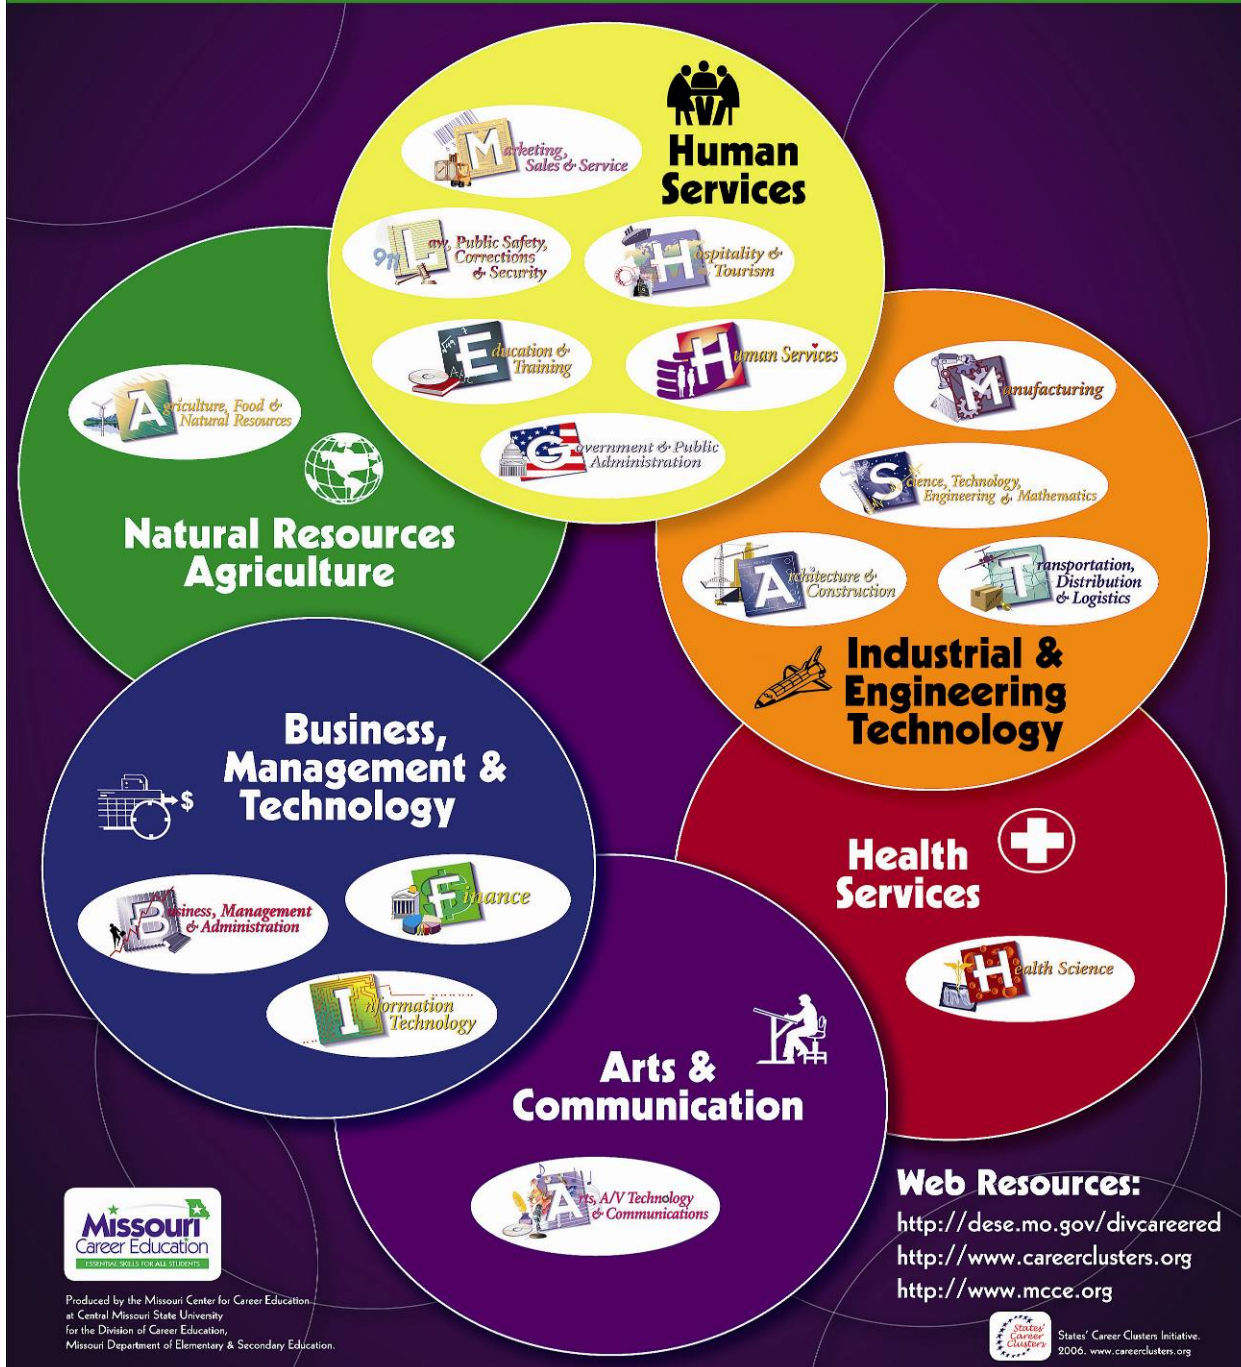 Human
Services
Marketing,
Sales & Service
Law, Public Safety,
Corrections
& Security
911
Hospitality &
Tourism
Education &
Training
ABC
Human Services
Government & Public
Administration
Agriculture, Food &
Natural Resources
Natural Resources
Agriculture
Manufacturing
Science, Technology,
Engineering & Mathematics
Architecture &
Construction
Transportation,
Distribution
& Logistics
Industrial &
Engineering
Technology
Business,
Management &
Technology
$
Business, Management
& Administration
Finance
Information
Technology
Health
Services
Health Science
Arts &
Communication
Arts, A/V Technology
& Communications
Missouri
Career Education
ESSENTIAL SKILLS FOR ALL STUDENTS
Produced by the Missouri Center for Career Education
at Central Missouri State University
for the Division of Career Education,
Missouri Department of Elementary & Secondary Education.
Web Resources:
http://dese.mo.gov/divcareered
http://www.careerclusters.org
http://www.mcce.org
States'
Career
Clusters
States' Career Clusters Initiative.
2006. www.careerclusters.org